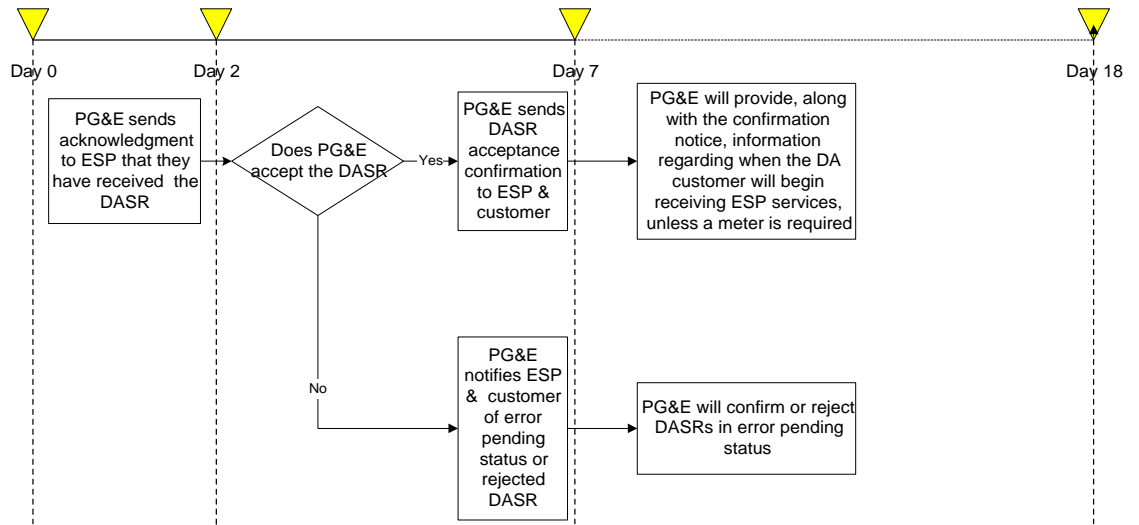 Day 0
Day 2
Day 7
Day 18
PG&E sends
acknowledgment
to ESP that they
have received the
DASR
Does PG&E
accept the DASR
Yes
PG&E sends
DASR
acceptance
confirmation
to ESP &
customer
PG&E will provide, along
with the confirmation
notice, information
regarding when the DA
customer will begin
receiving ESP services,
unless a meter is required
No
PG&E
notifies ESP
& customer
of error
pending
status or
rejected
DASR
PG&E will confirm or reject
DASRs in error pending
status